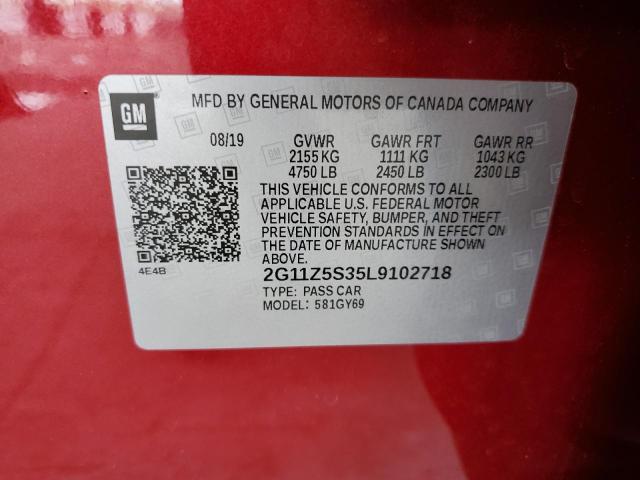 GM
MFD BY GENERAL MOTORS OF CANADA COMPANY
08/19 GVWR GAWR FRT GAWR RR
2155 KG 1111 KG 1043 KG
4750 LB 2450 LB 2300 LB
THIS VEHICLE CONFORMS TO ALL
APPLICABLE U.S. FEDERAL MOTOR
VEHICLE SAFETY, BUMPER, AND THEFT
PREVENTION STANDARDS IN EFFECT ON
THE DATE OF MANUFACTURE SHOWN
ABOVE.
4E4B
2G11Z5S35L9102718
TYPE: PASS CAR
MODEL: 581GY69